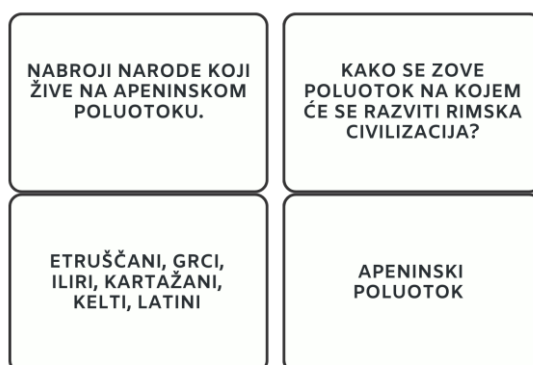 NABROJI NARODE KOJI
ŽIVE NA APENINSKOM
POLUOTOKU.
KAKO SE ZOVE
POLUOTOK NA KOJEM
ĆE SE RAZVITI RIMSKA
CIVILIZACIJA?
ETRUŠČANI, GRCI,
ILIRI, KARTAŽANI,
KELTI, LATINI
APENINSKI
POLUOTOK